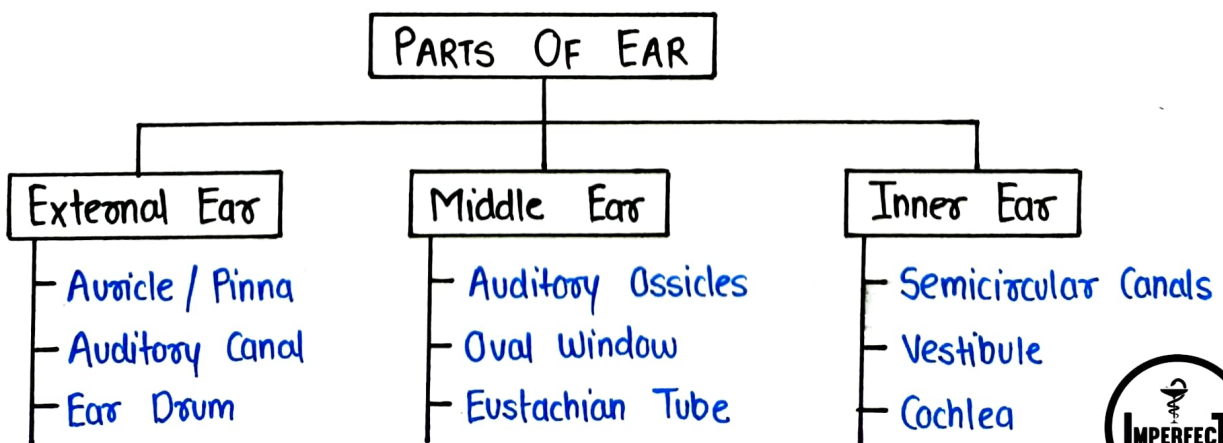 PARTS OF EAR
External Ear
Auricle / Pinna
Auditory Canal
Ear Drum
Middle Ear
Auditory Ossicles
Oval Window
Eustachian Tube
Inner Ear
Semicircular Canals
Vestibule
Cochlea
IMPERFECT